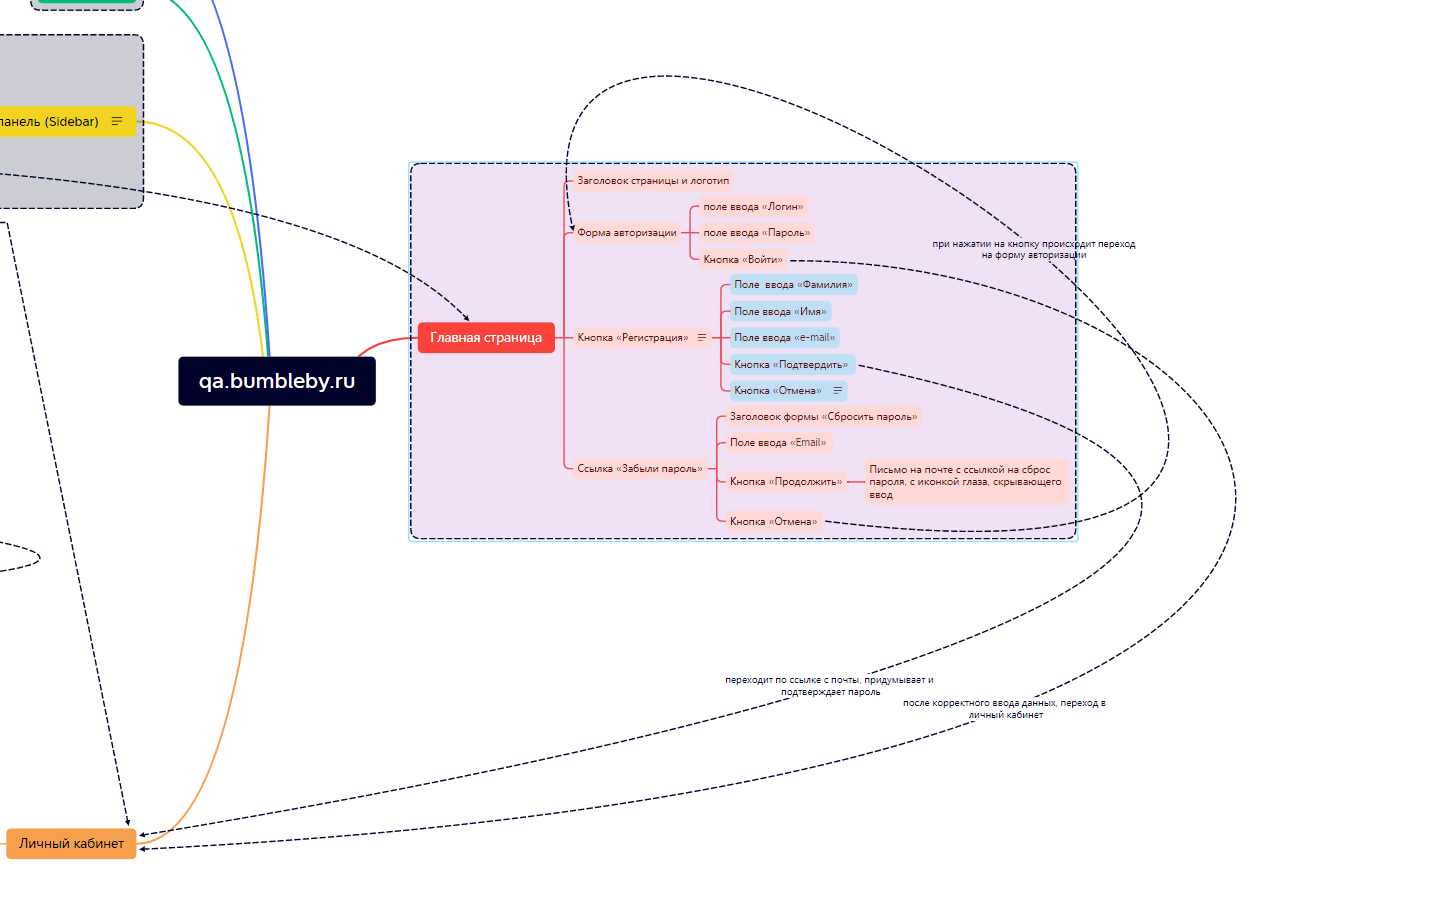 панель (Sidebar)
Заголовок страницы и логотип
поле ввода «Логин»
Форма авторизации
поле ввода «Пароль»
Кнопка «Войти»
при нажатии на кнопку происходит переход
на форму авторизации
Поле  ввода «Фамилия»
Поле ввода «Имя»
Главная страница
Кнопка «Регистрация»
Поле ввода «e-mail»
Кнопка «Подтвердить»
qa.bumbleby.ru
Кнопка «Отмена»
Заголовок формы «Сбросить пароль»
Поле ввода «Email»
Ссылка «Забыли пароль»
Кнопка «Продолжить»
Письмо на почте с ссылкой на сброс
пароля, с иконкой глаза, скрывающего
ввод
Кнопка «Отмена»
переходит по ссылке с почты, придумывает и
подтверждает пароль
после корректного ввода данных, переход в
личный кабинет
Личный кабинет